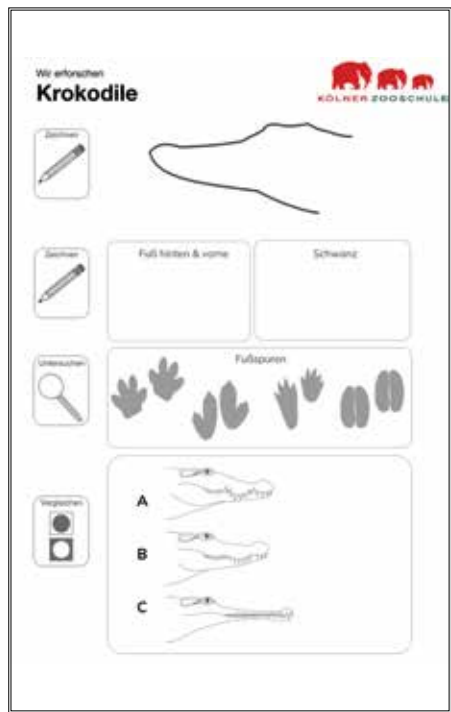 Wir erforschen
Krokodile
KÖLNER ZOOSCHULE
Zeichnen
Zeichnen
Fuß hinten & vorne
Schwanz
Untersuchen
Fußspuren
Vergleichen
A
B
C